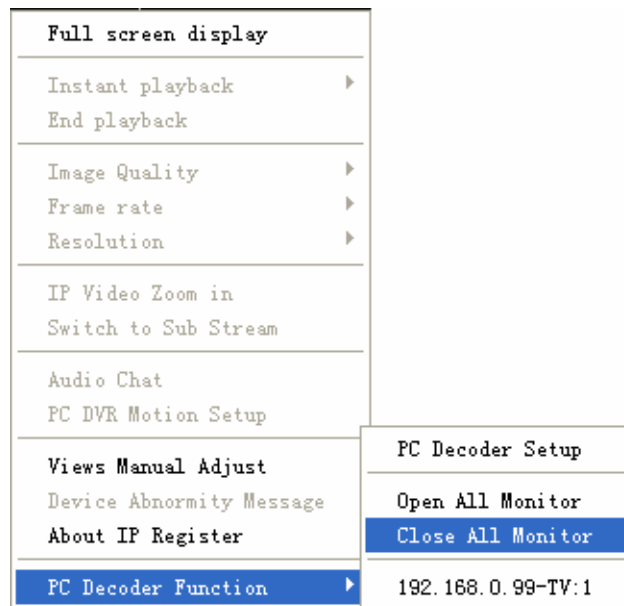 Full screen display
Instant playback
End playback
Image Quality
Frame rate
Resolution
IP Video Zoom in
Switch to Sub Stream
Audio Chat
PC DVR Motion Setup
Views Manual Adjust
Device Abnormity Message
About IP Register
PC Decoder Function
PC Decoder Setup
Open All Monitor
Close All Monitor
192.168.0.99-TV:1